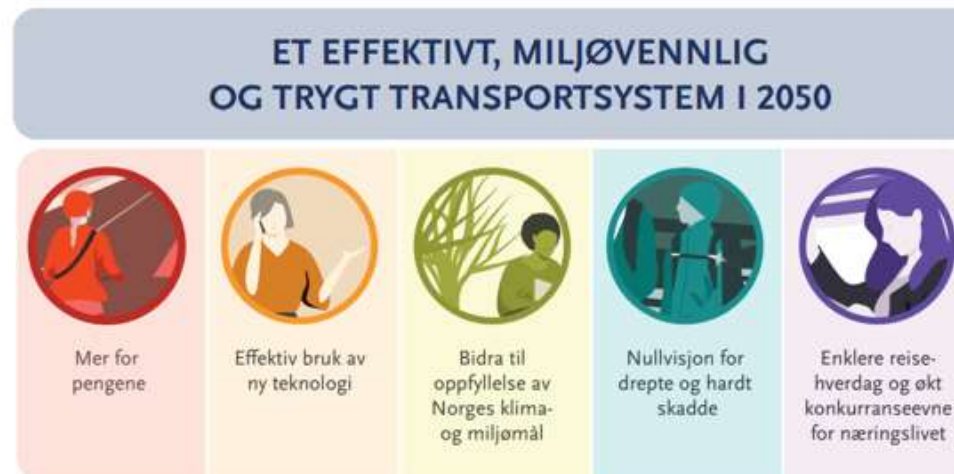 ET EFFEKTIVT, MILJØVENNLIG
OG TRYGT TRANSPORTSYSTEM I 2050
Mer for
pengene
Effektiv bruk av
ny teknologi
Bidra til
oppfyllelse av
Norges klima-
og miljømål
Nullvisjon for
drepte og hardt
skadde
Enklere reise-
hverdag og økt
konkurranseevne
for næringslivet